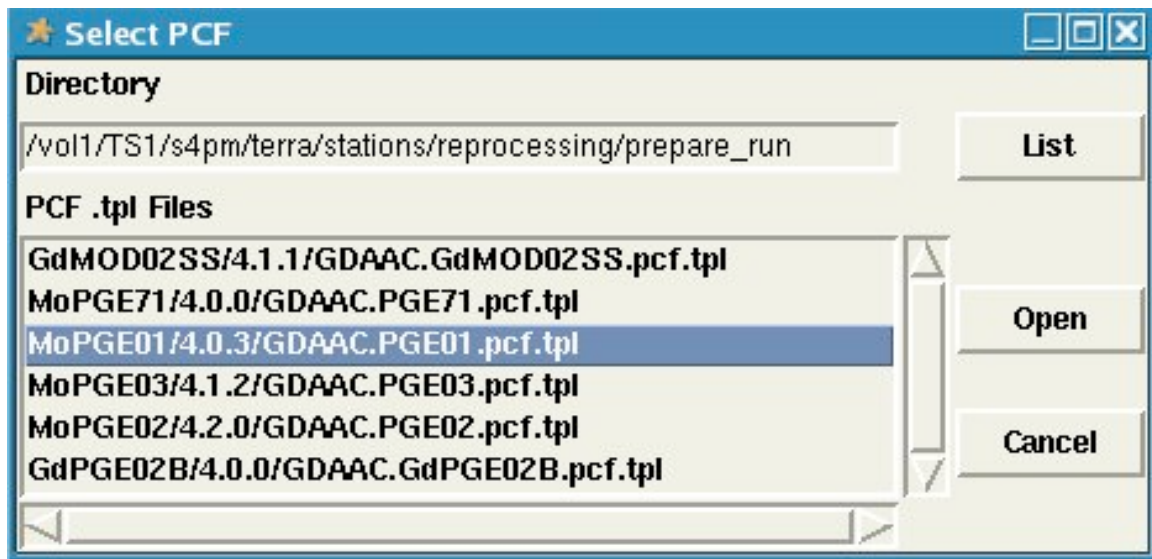 Select PCF
Directory
/vol1/TS1/s4pm/terra/stations/reprocessing/prepare_run
List
PCF .tpl Files
GdMOD02SS/4.1.1/GDAAC.GdMOD02SS.pcf.tpl
MoPGE71/4.0.0/GDAAC.PGE71.pcf.tpl
MoPGE01/4.0.3/GDAAC.PGE01.pcf.tpl
MoPGE03/4.1.2/GDAAC.PGE03.pcf.tpl
MoPGE02/4.2.0/GDAAC.PGE02.pcf.tpl
GdPGE02B/4.0.0/GDAAC.GdPGE02B.pcf.tpl
Open
Cancel